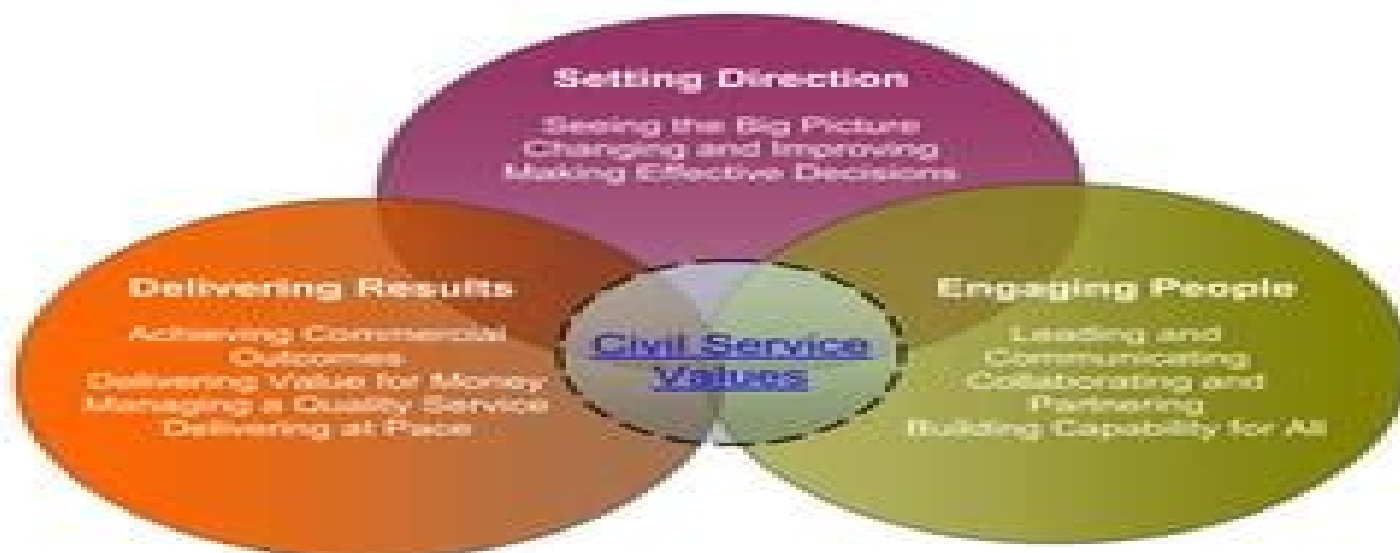 Setting Direction
Seeing the Big Picture
Changing and Improving
Making Effective Decisions
Delivering Results
Achieving Commercial
Outcomes
Delivering Value for Money
Managing a Quality Service
Delivering at Pace
Civil Service
Values
Engaging People
Leading and
Communicating
Collaborating and
Partnering
Building Capability for All